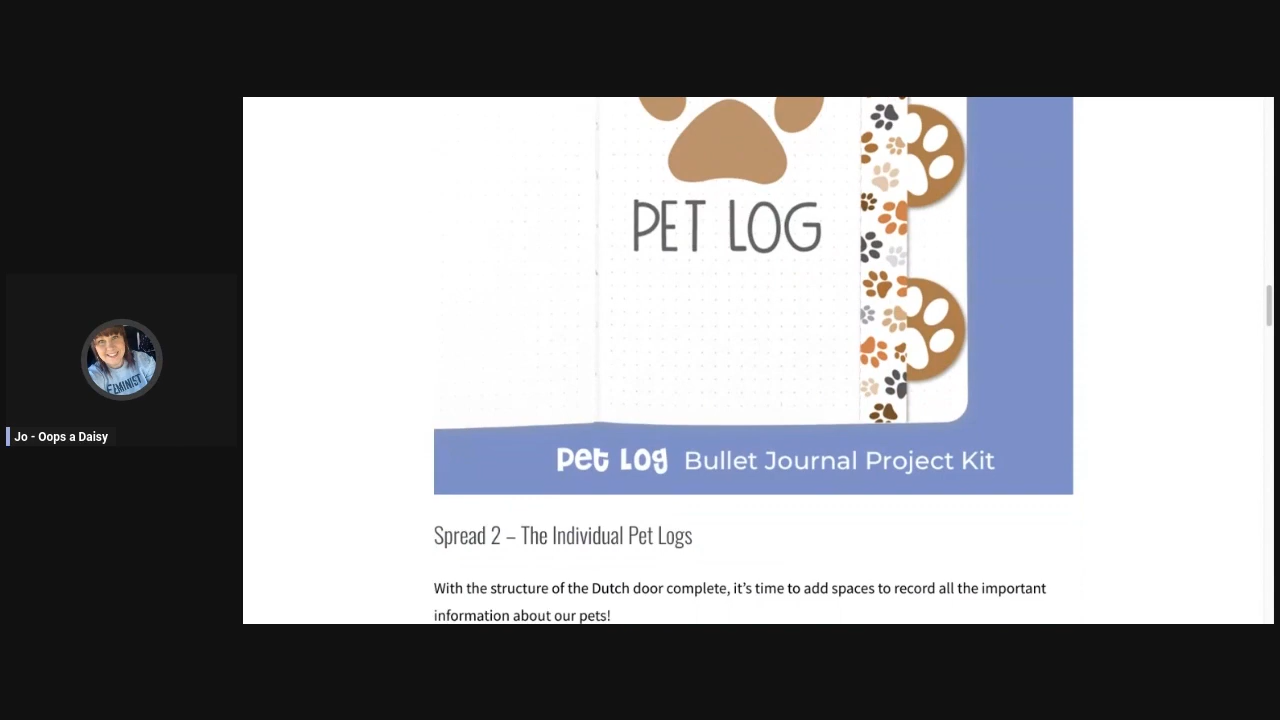 PET LOG
Pet Log Bullet Journal Project Kit
Jo - Oops a Daisy
Spread 2 – The Individual Pet Logs
With the structure of the Dutch door complete, it’s time to add spaces to record all the important
information about our pets!